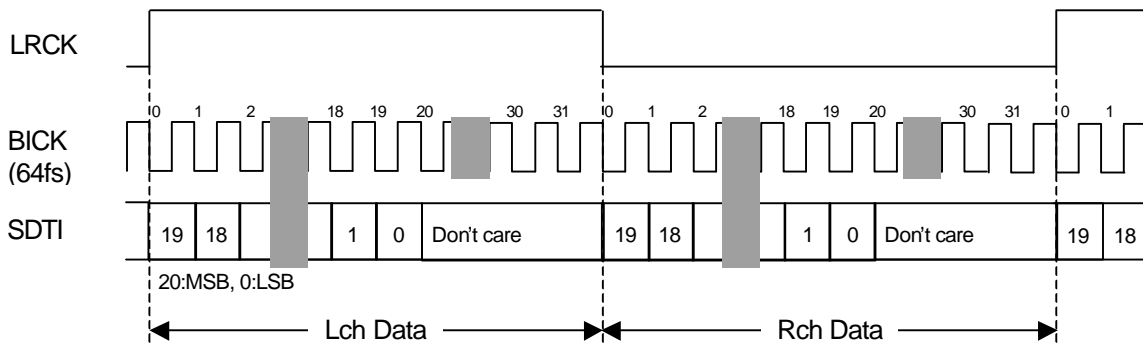 LRCK
0 1 2 18 19 20 30 31 0 1 2 18 19 20 30 31 0 1
BICK
(64fs)
SDTI 19 18 1 0 Don't care 19 18 1 0 Don't care 19 18
20:MSB, 0:LSB
Lch Data Rch Data